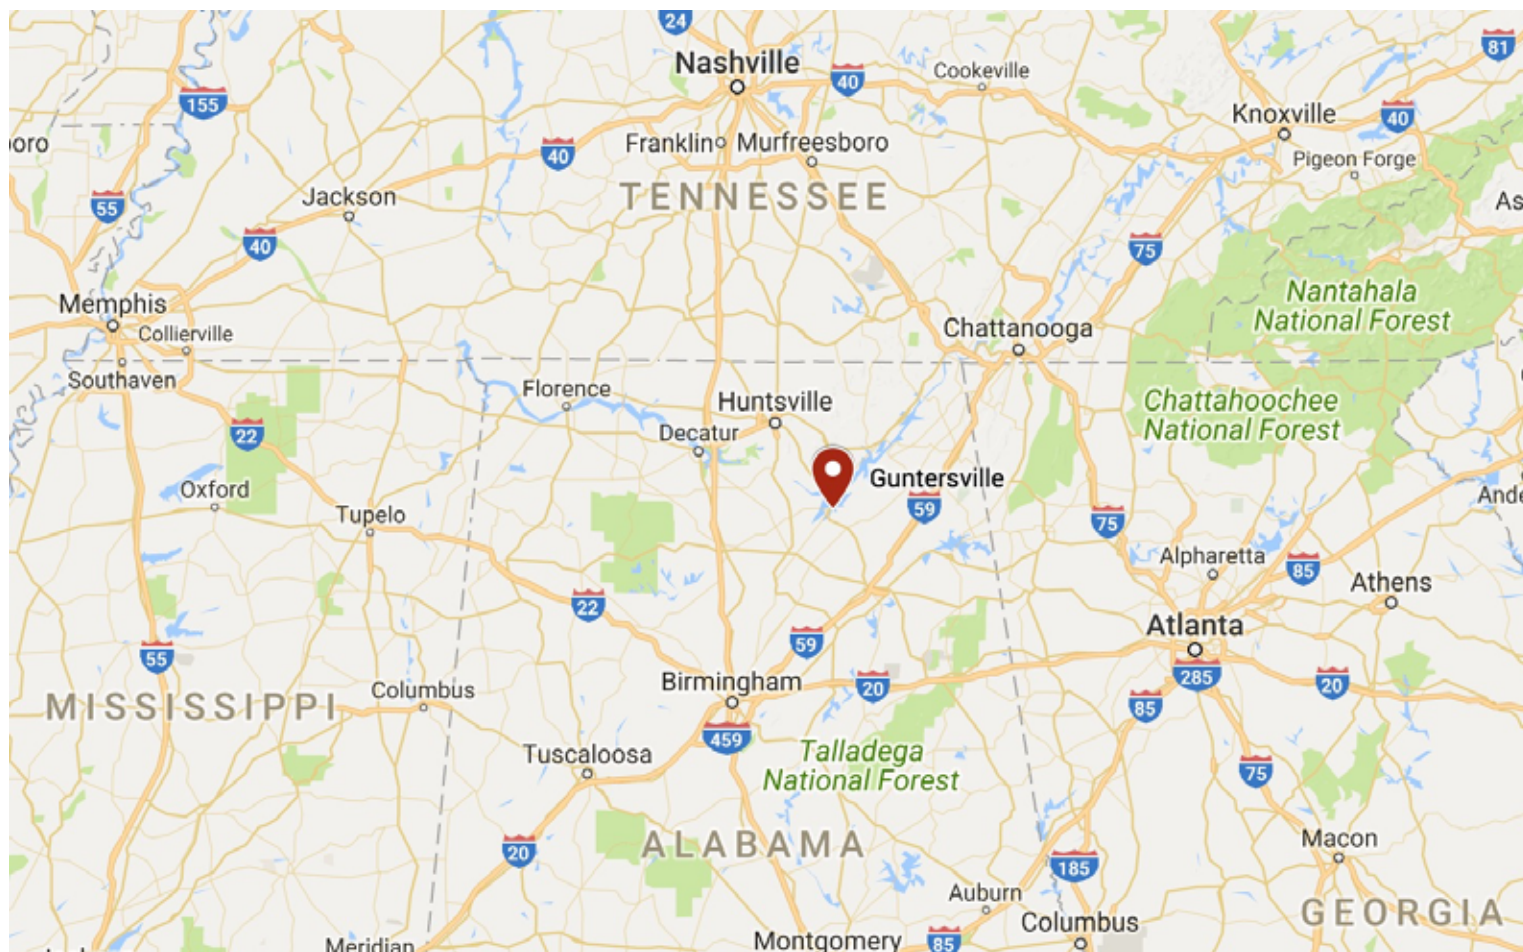 24
Nashville
40
Cookeville
81
155
Knoxville
40
oro
Franklin
Murfreesboro
40
Pigeon Forge
TENNESSEE
Jackson
55
As
40
75
Nantahala
National Forest
Memphis
Collierville
Chattanooga
Southaven
Florence
Huntsville
Chattahoochee
National Forest
22
Decatur
Guntersville
Oxford
Ande
59
Tupelo
75
Alpharetta
85
Athens
22
Atlanta
59
55
Birmingham
20
285
20
Columbus
MISSISSIPPI
85
459
Tuscaloosa
Talladega
National Forest
75
ALABAMA
20
Macon
185
Auburn
Columbus
GEORGIA
Meridian
Montgomery
85